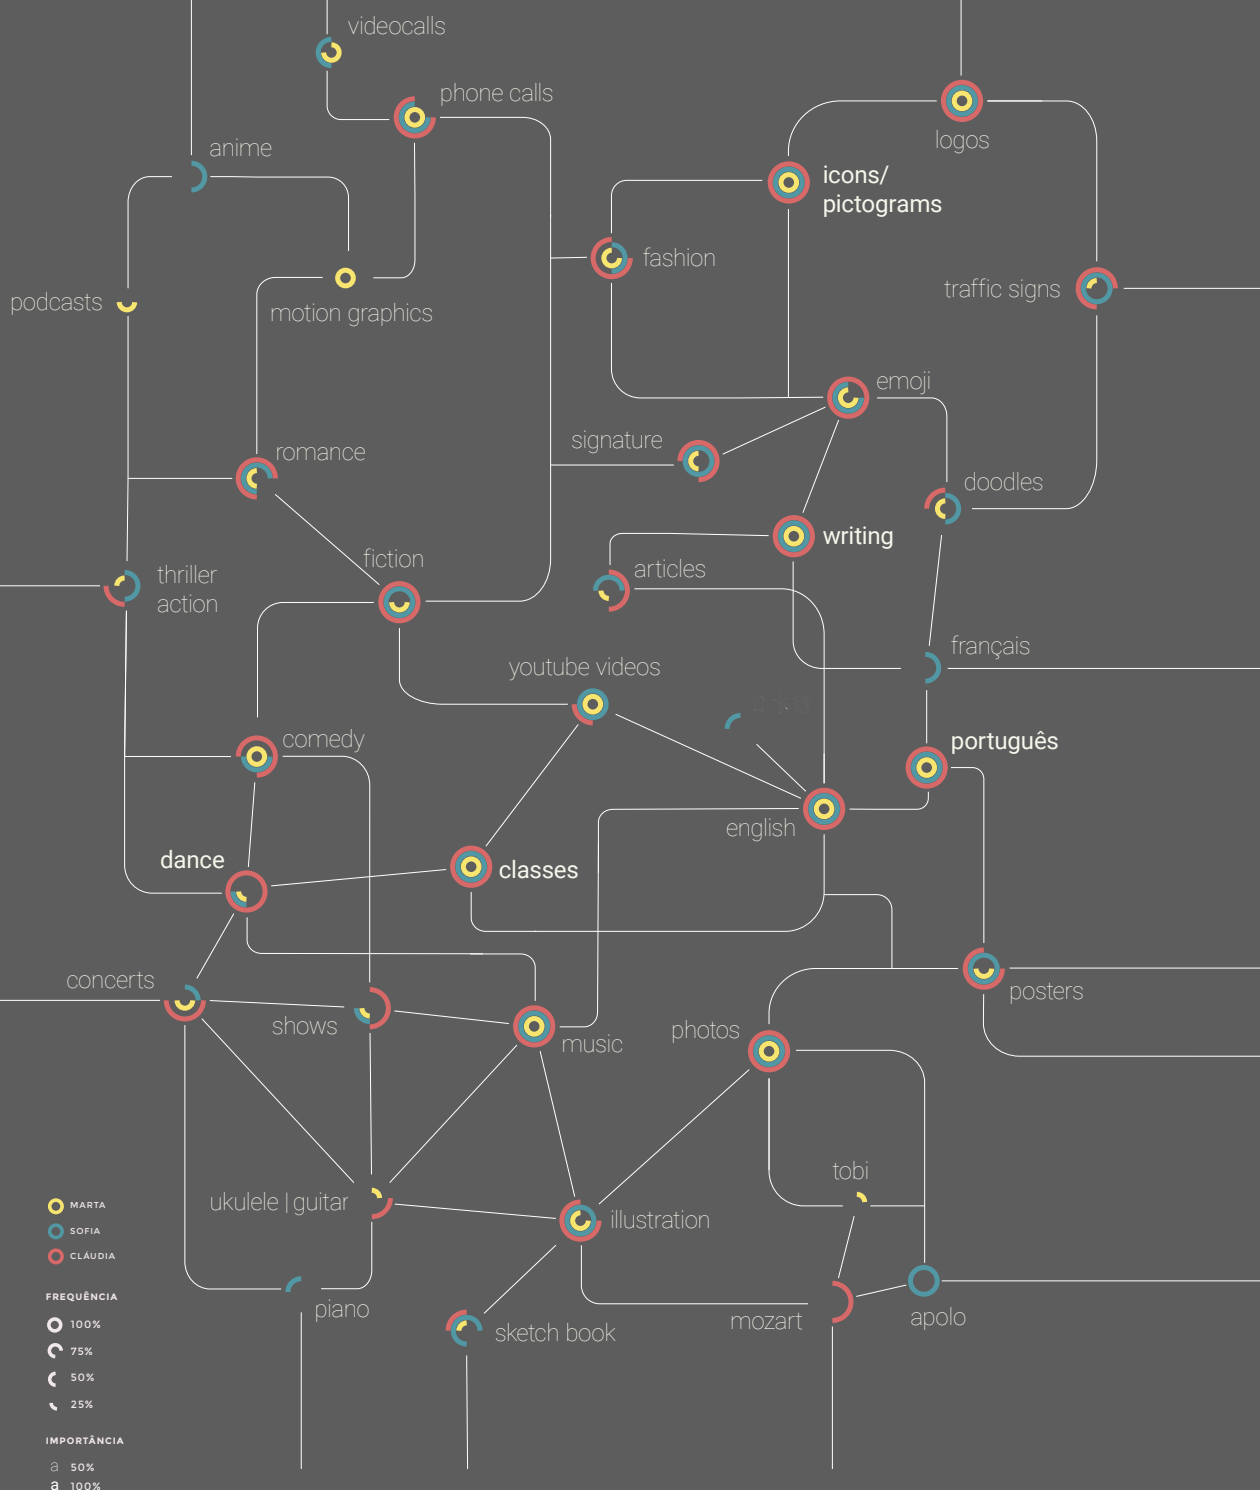 videocalls
phone calls
logos
anime
icons/
pictograms
fashion
traffic signs
podcasts
motion graphics
emoji
signature
romance
doodles
writing
fiction
articles
thriller
action
français
youtube videos
comedy
português
english
dance
classes
concerts
posters
shows
music
photos
tobi
ukulele | guitar
illustration
piano
sketch book
mozart
apolo
MARTA
SOFIA
CLÁUDIA
FREQUÊNCIA
100%
75%
50%
25%
IMPORTÂNCIA
a 50%
a 100%